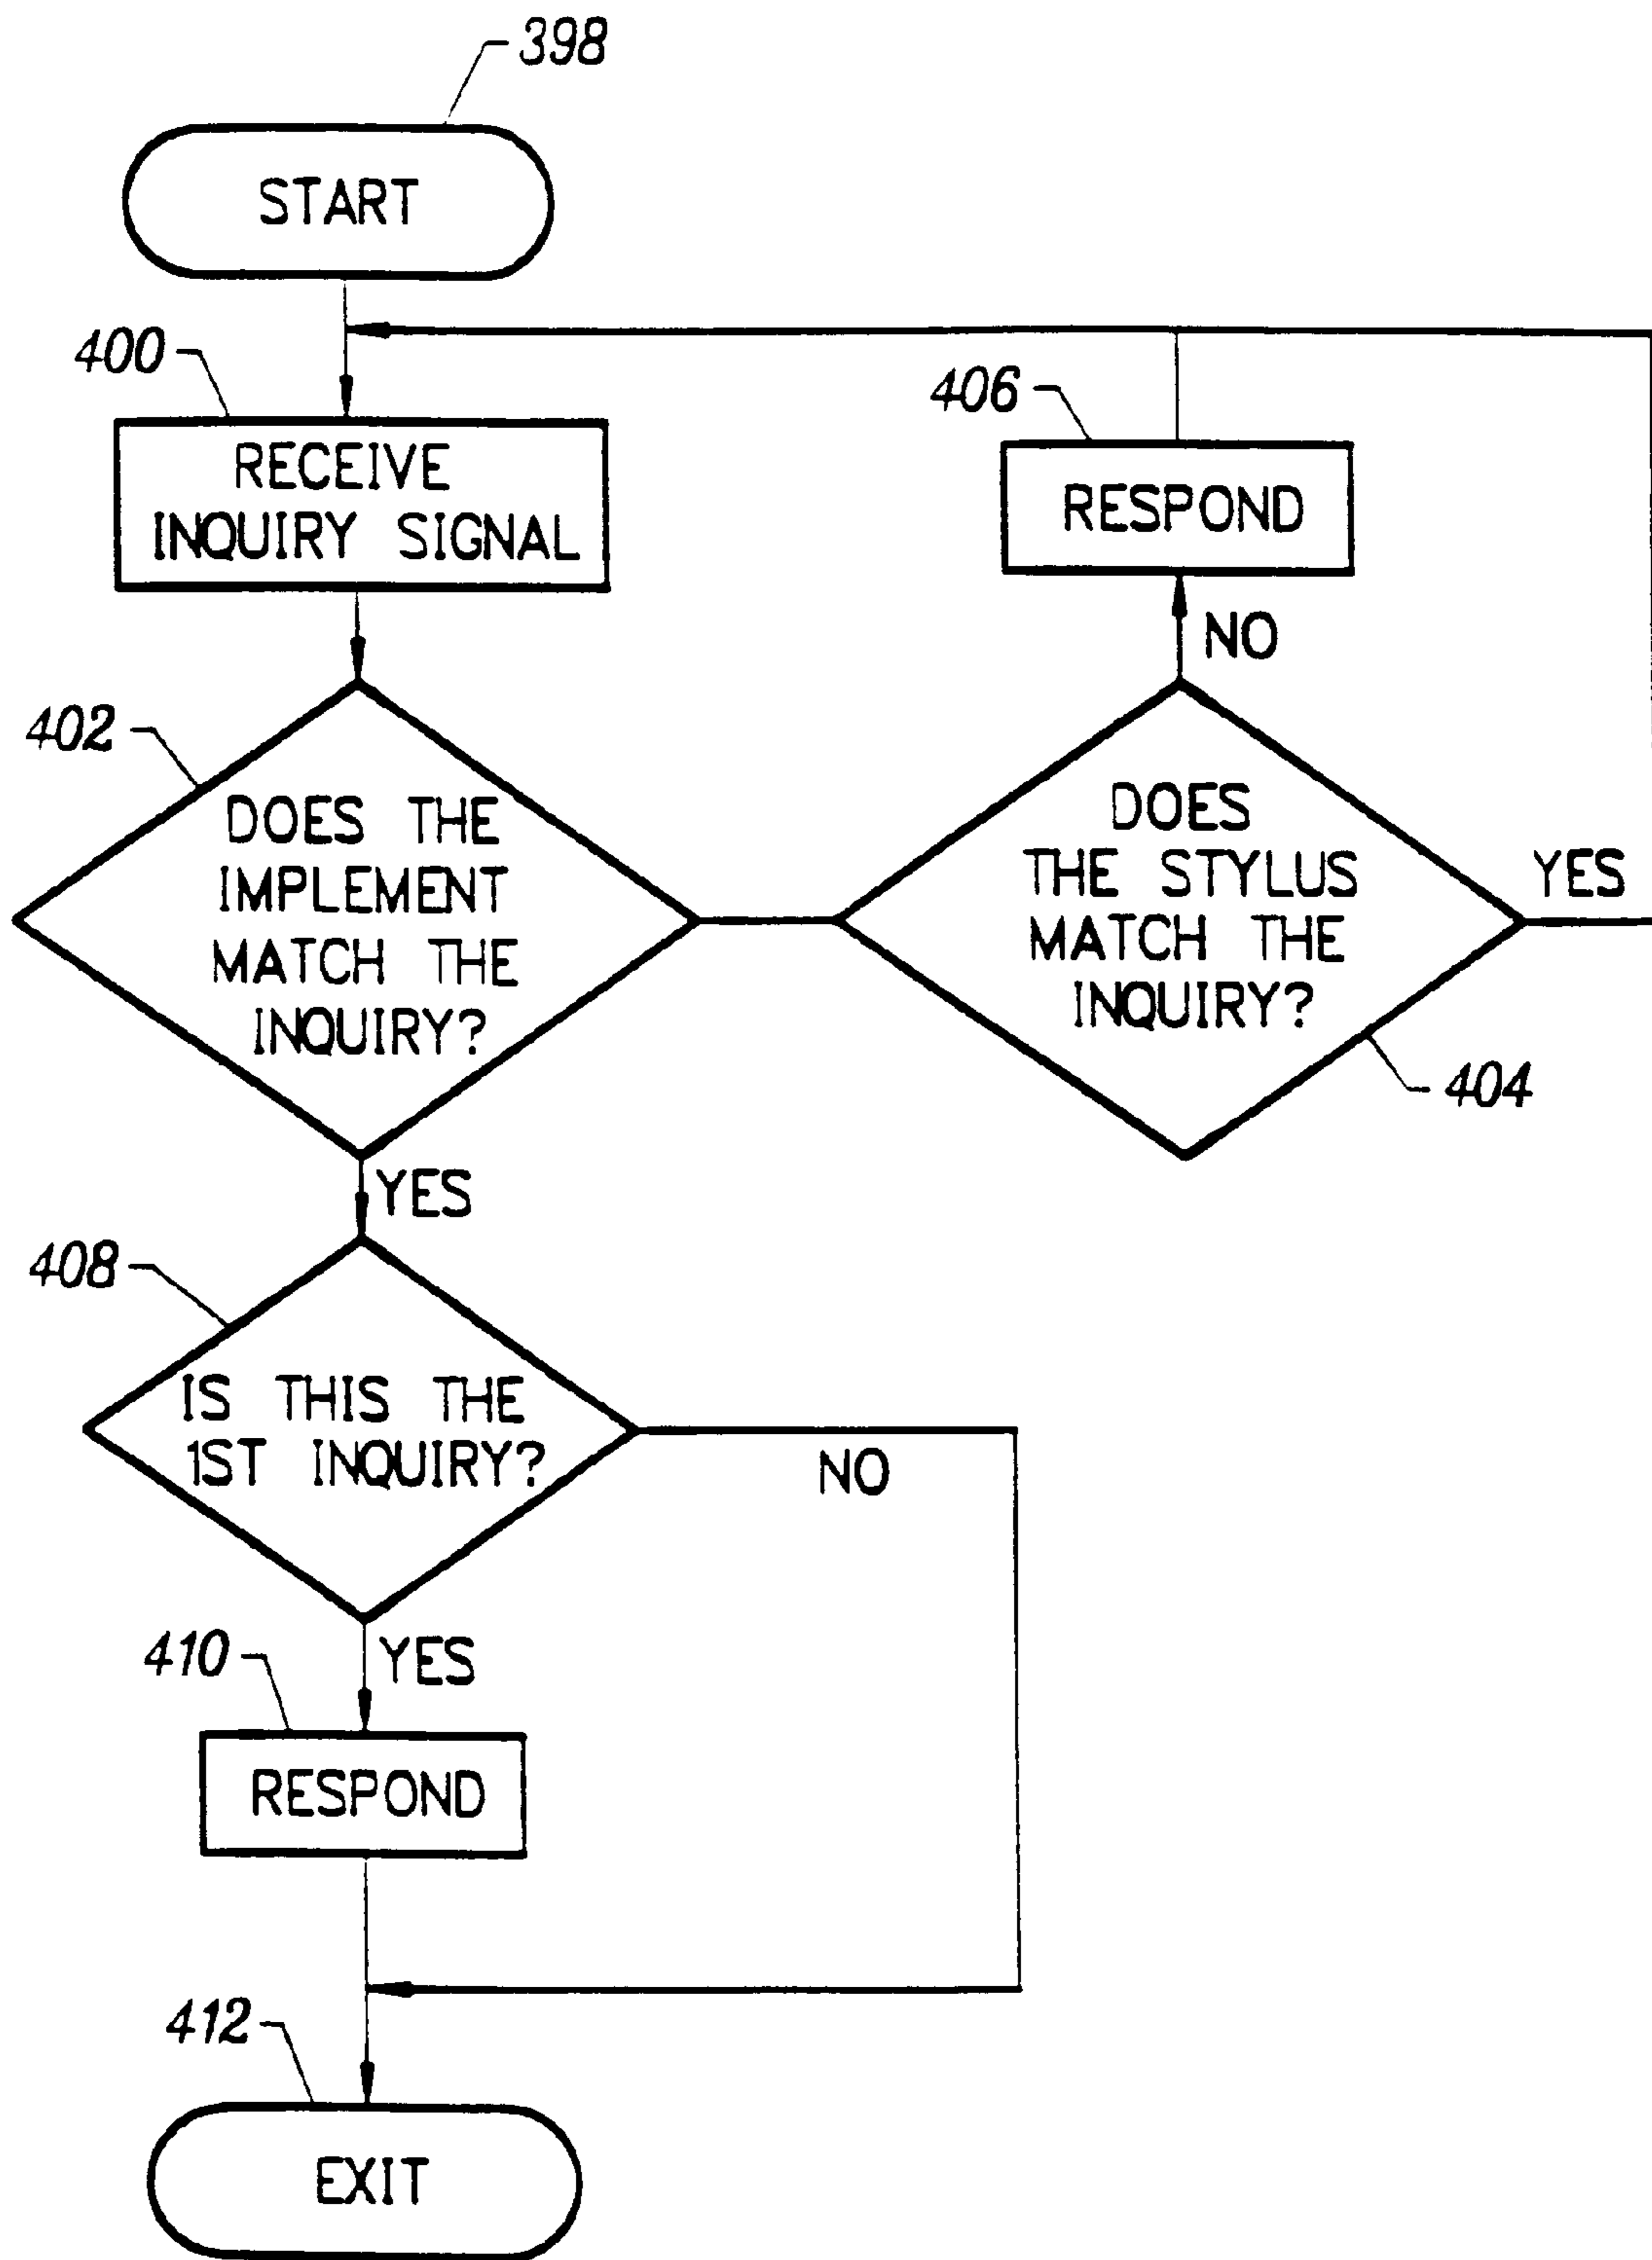 398
START
400
RECEIVE
INQUIRY SIGNAL
406
RESPOND
NO
402
DOES THE
IMPLEMENT
MATCH THE
INQUIRY?
DOES
THE STYLUS
MATCH THE
INQUIRY?
YES
404
YES
408
IS THIS THE
1ST INQUIRY?
NO
YES
410
RESPOND
412
EXIT